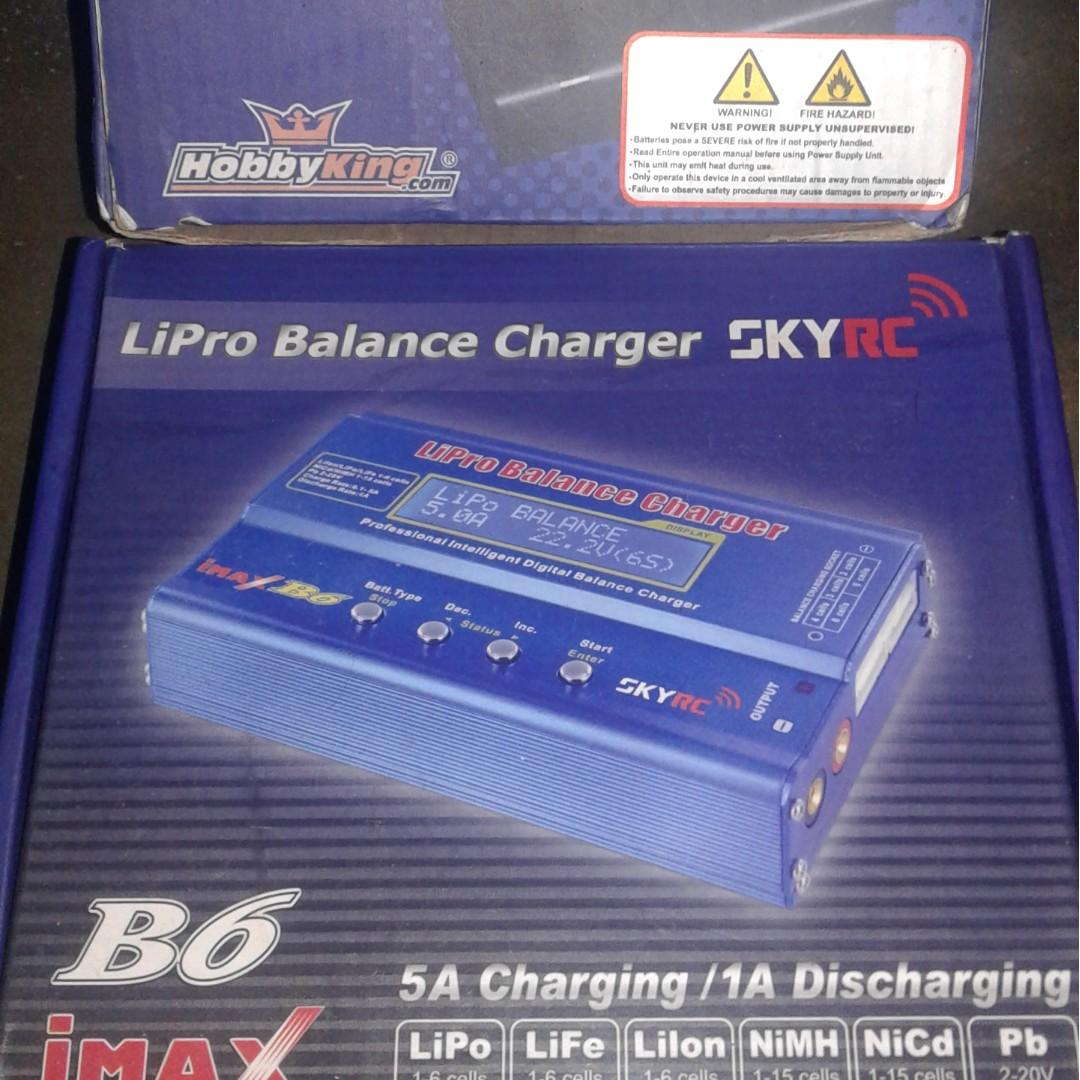 HobbyKing.com®
WARNING! FIRE HAZARD!
NEVER USE POWER SUPPLY UNSUPERVISED!
•Batteries pose a SEVERE risk of fire if not properly handled.
•Read Entire operation manual before using Power Supply Unit.
•This unit may emit heat during use.
•Only operate this device in a cool ventilated area away from flammable objects
•Failure to observe safety procedures may cause damages to property or injury
LiPro Balance Charger SKYRC
LiPro Balance Charger
LiPo BALANCE
5.0A 22.2V(6S)
DISPLAY
Professional Intelligent Digital Balance Charger
iMAX B6
Batt.Type
Stop
Dec.
Status
Inc.
Start
Enter
SKYRC
OUTPUT
BALANCE CHARGING SOCKET
B6
iMAX
5A Charging /1A Discharging
LiPo LiFe LiIon NiMH NiCd Pb
1-6 cells 1-6 cells 1-6 cells 1-15 cells 1-15 cells 2-20V